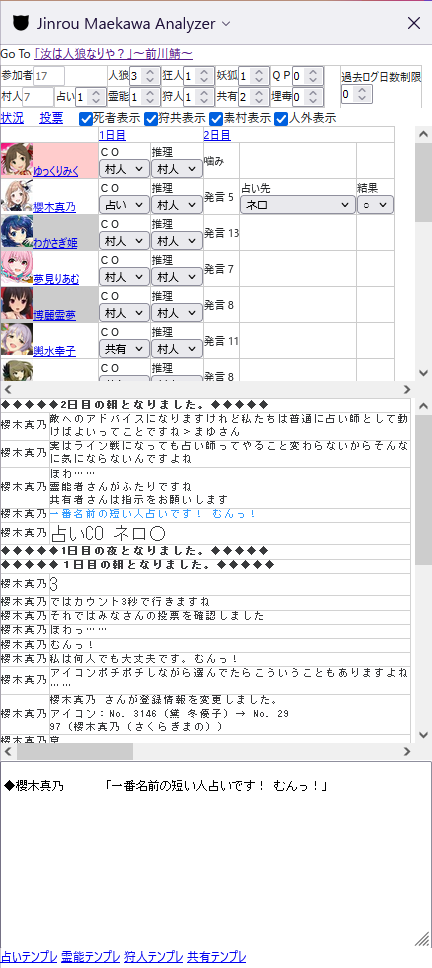 Jinrou Maekawa Analyzer
Go To 「汝は人狼なりや？」～前川鯖～
参加者 17 人狼 3 狂人 1 妖狐 1 ＱＰ 0 過去ログ日数制限
村人 7 占い 1 霊能 1 狩人 1 共有 2 埋毒 0 0
状況 投票 死者表示 狩共表示 素村表示 人外表示
1日目 2日目
ゆっくりみく ＣＯ 村人 推理 村人 噛み
櫻木真乃 ＣＯ 占い 推理 村人 発言 5 占い先 ネロ 結果 ○
わかさぎ姫 ＣＯ 村人 推理 村人 発言 13
夢見りあむ ＣＯ 村人 推理 村人 発言 7
博麗霊夢 ＣＯ 村人 推理 村人 発言 8
輿水幸子 ＣＯ 共有 推理 村人 発言 11
ＣＯ 推理 発言 8
◆◆◆◆◆2日目の朝となりました。◆◆◆◆◆
櫻木真乃 敵へのアドバイスになりますけれど私たちは普通に占い師として動
けばよいってことですね＞まゆさん
櫻木真乃 実はライン戦になっても占い師ってやること変わらないからそんな
に気にならないんですよね
櫻木真乃 ほわ……
霊能者さんがふたりですね
共有者さんは指示をお願いします
櫻木真乃 →一番名前の短い人占いです！ むんっ！
櫻木真乃 占いCO ネロ○
◆◆◆◆◆1日目の夜となりました。◆◆◆◆◆
◆◆◆◆◆ 1日目の朝となりました。◆◆◆◆◆
櫻木真乃 3
櫻木真乃 ではカウント3秒で行きますね
櫻木真乃 それではみなさんの投票を確認しました
櫻木真乃 ほわっ……
櫻木真乃 むんっ！
櫻木真乃 私は何人でも大丈夫です。むんっ！
櫻木真乃 アイコンポチポチしながら選んでたらこういうこともありますよね
……
櫻木真乃 櫻木真乃 さんが登録情報を変更しました。
アイコン：No. 3146（黛 冬優子）→ No. 29
97（櫻木真乃（さくらぎまの））
櫻木真乃
◆櫻木真乃 「→一番名前の短い人占いです！ むんっ！」
占いテンプレ 霊能テンプレ 狩人テンプレ 共有テンプレ